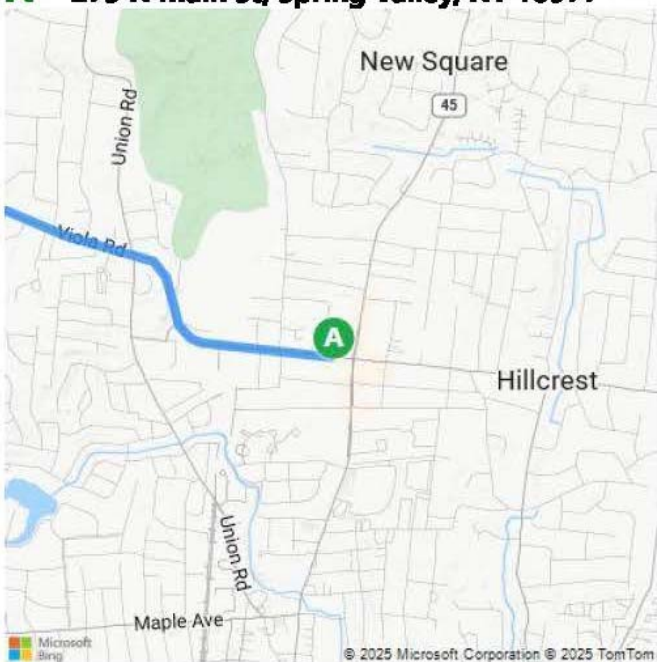 New Square
45
Union Rd
Viola Rd
A
Hillcrest
Union Rd
Maple Ave
Microsoft
Bing
© 2025 Microsoft Corporation © 2025 TomTom